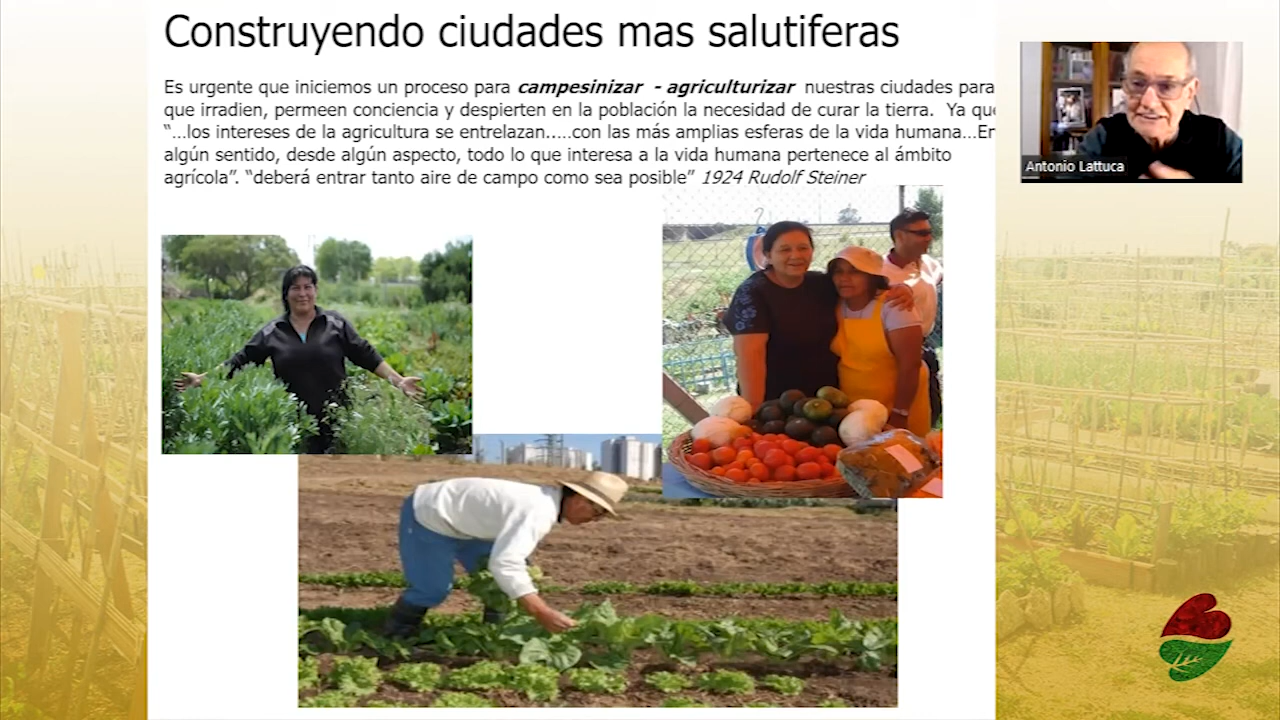 Construyendo ciudades mas salutiferas
Es urgente que iniciemos un proceso para campesinizar - agriculturizar nuestras ciudades para
que irradien, permeen conciencia y despierten en la población la necesidad de curar la tierra. Ya que
“…los intereses de la agricultura se entrelazan…..con las más amplias esferas de la vida humana…En
algún sentido, desde algún aspecto, todo lo que interesa a la vida humana pertenece al ámbito
agrícola”. “deberá entrar tanto aire de campo como sea posible” 1924 Rudolf Steiner
Antonio Lattuca